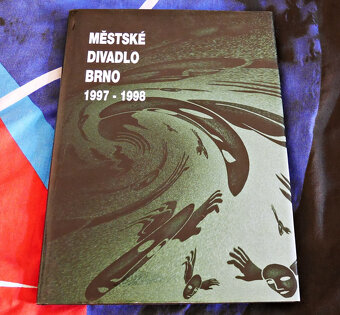 MĚSTSKÉ
DIVADLO
BRNO
1997 - 1998